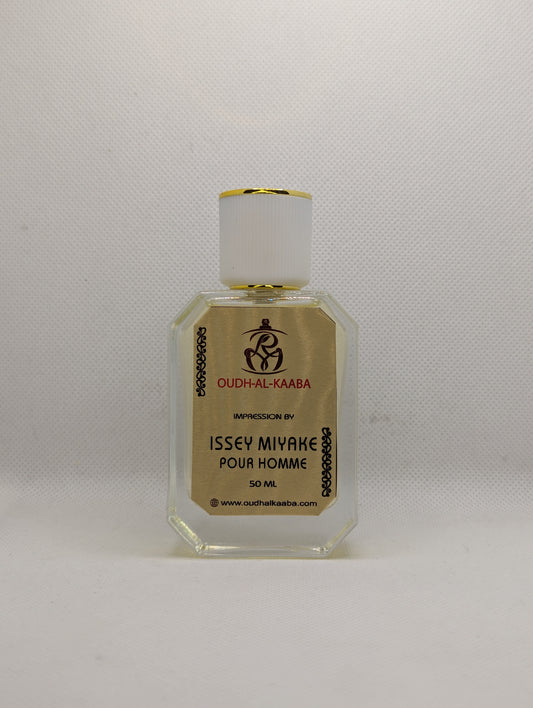 OUDH-AL-KAABA
IMPRESSION BY
ISSEY MIYAKE
POUR HOMME
50 ML
www.oudhalkaaba.com